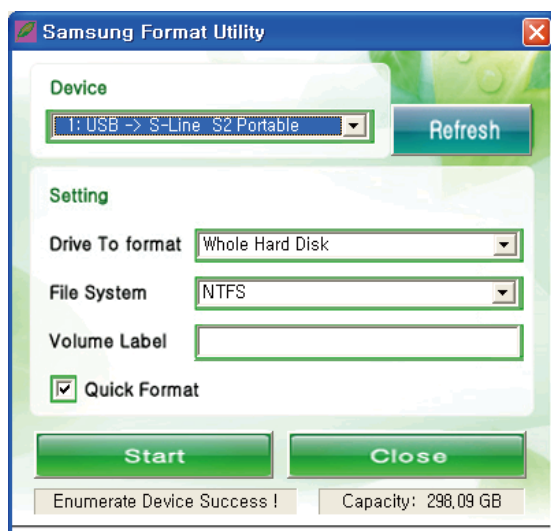 Samsung Format Utility
Device
1: USB -> S-Line S2 Portable
Refresh
Setting
Drive To format Whole Hard Disk
File System NTFS
Volume Label
Quick Format
Start Close
Enumerate Device Success ! Capacity: 298,09 GB